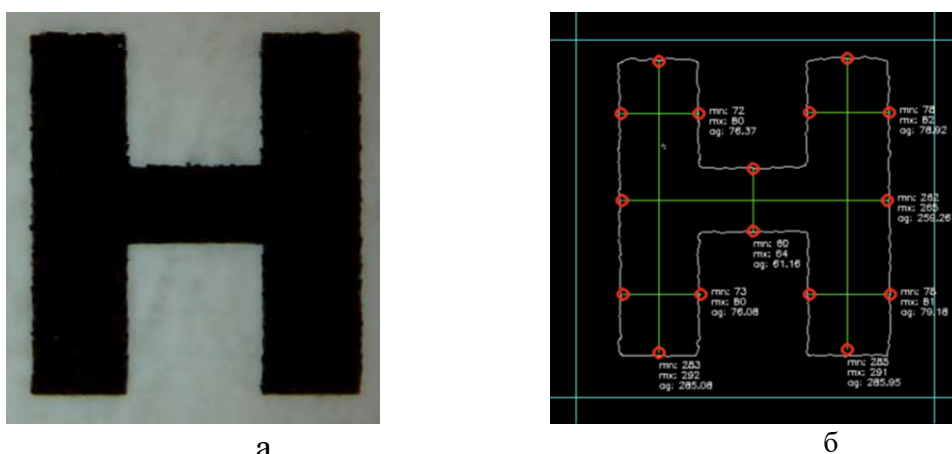 H
mn: 72
mx: 80
ag: 76.37
mn: 78
mx: 82
ag: 78.92
mn: 262
mx: 265
ag: 259.26
mn: 60
mx: 64
ag: 61.16
mn: 73
mx: 80
ag: 76.08
mn: 78
mx: 81
ag: 79.18
mn: 283
mx: 292
ag: 285.08
mn: 285
mx: 291
ag: 285.95
а
б